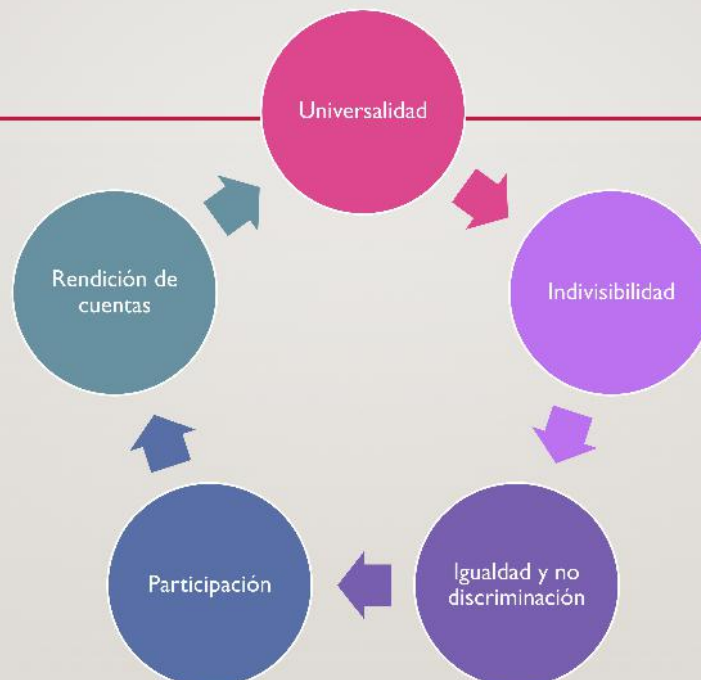 Universalidad
Indivisibilidad
Igualdad y no
discriminación
Participación
Rendición de
cuentas